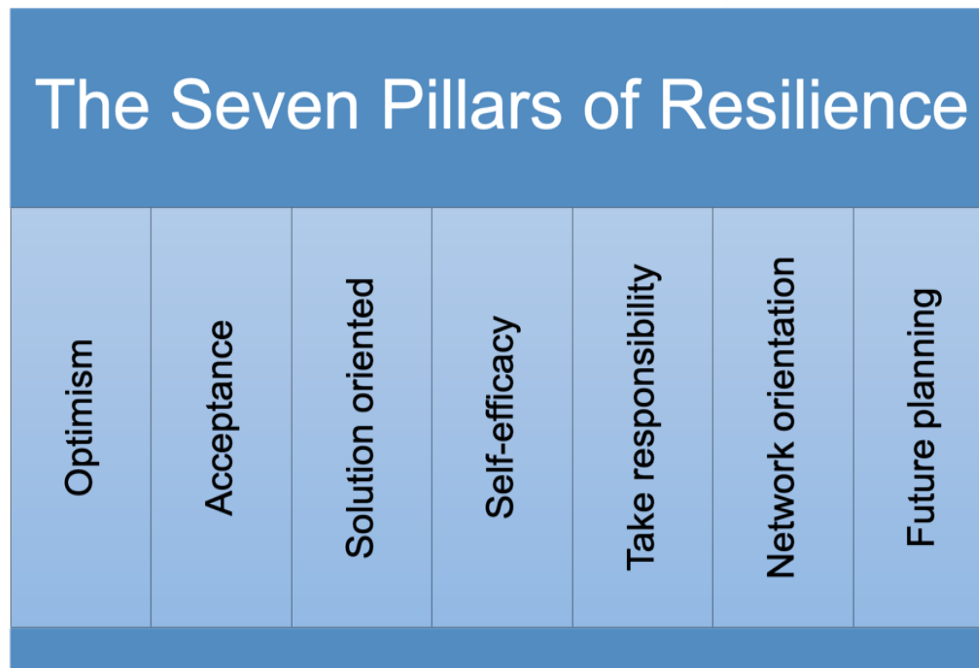 The Seven Pillars of Resilience
Optimism
Acceptance
Solution oriented
Self-efficacy
Take responsibility
Network orientation
Future planning